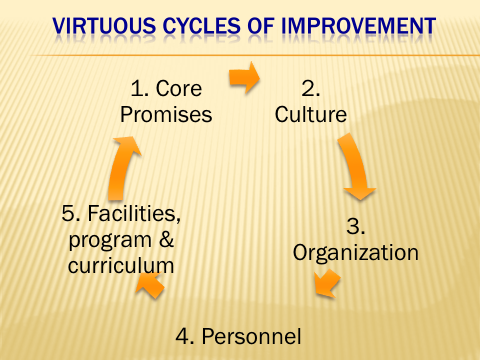 VIRTUOUS CYCLES OF IMPROVEMENT
1. Core
Promises
2.
Culture
3.
Organization
4. Personnel
5. Facilities,
program &
curriculum